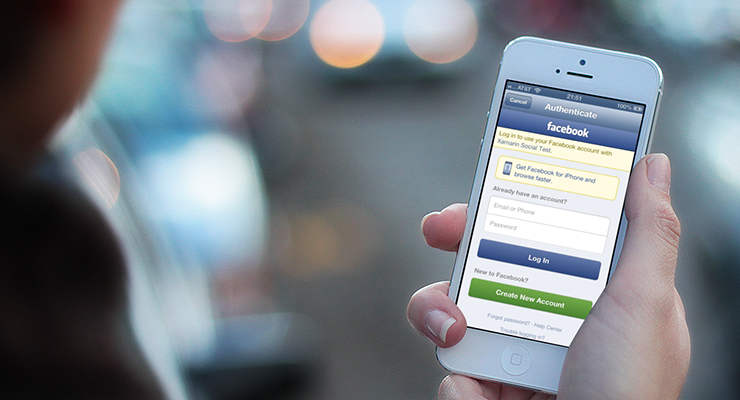 AT&T 21:51 100%
Cancel Authenticate
facebook
Log in to use your Facebook account with
Xamarin Social Test.
Get Facebook for iPhone and
browse faster.
Already have an account?
Email or Phone
Password
Log In
New to Facebook?
Create New Account
Forgot password? · Help Center
Trouble logging in?